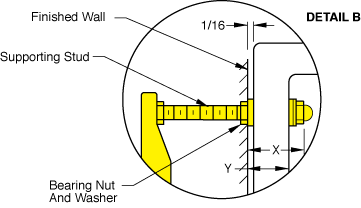 Finished Wall
1/16
DETAIL B
Supporting Stud
X
Y
Bearing Nut
And Washer